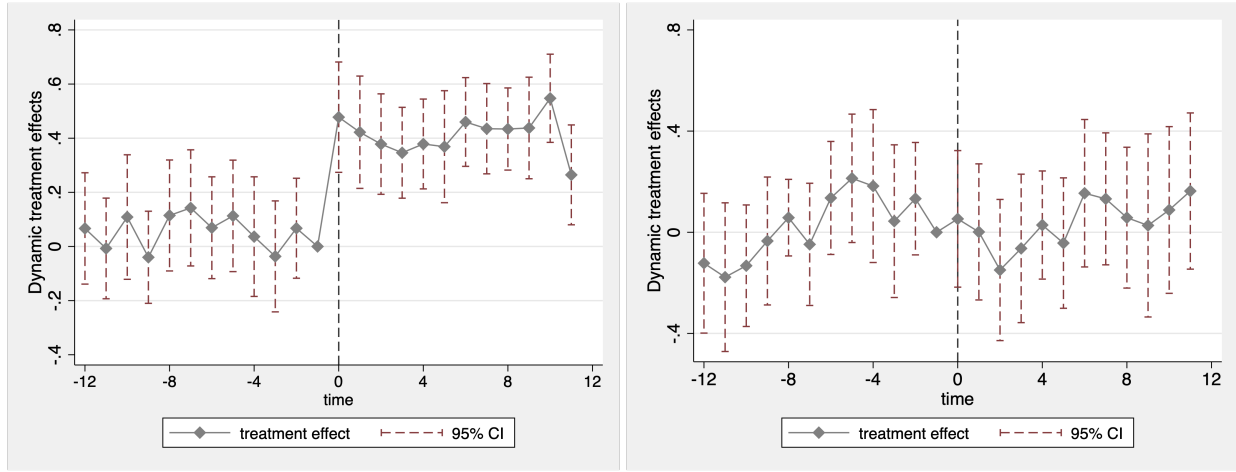 Dynamic treatment effects
.8
.6
.4
.2
0
-.2
-.4
-12 -8 -4 0 4 8 12
time
treatment effect 95% CI
Dynamic treatment effects
.8
.4
0
-.4
-12 -8 -4 0 4 8 12
time
treatment effect 95% CI